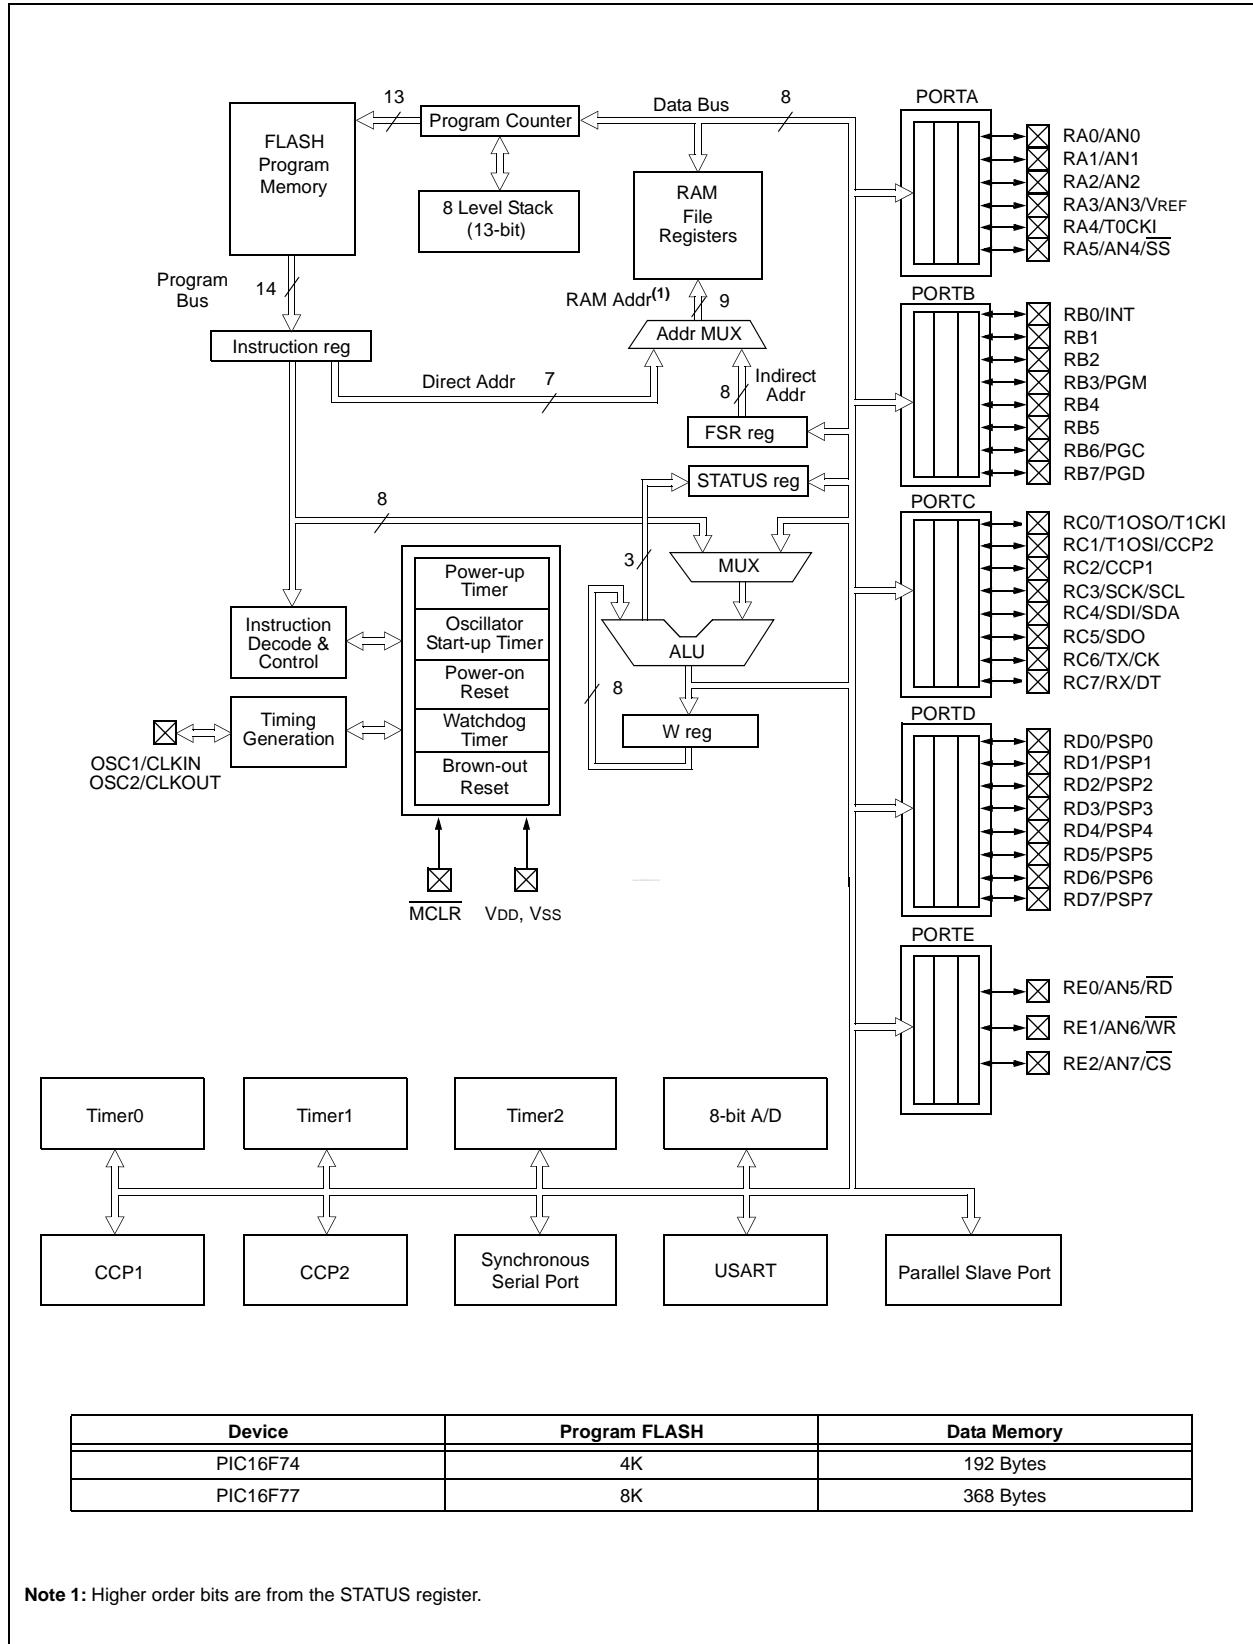 FLASH
Program
Memory
13
Program Counter
8 Level Stack
(13-bit)
Data Bus
8
RAM
File
Registers
Program
Bus
14
RAM Addr(1)
9
Addr MUX
Instruction reg
Direct Addr
7
8
Indirect
Addr
FSR reg
STATUS reg
8
3
MUX
ALU
8
W reg
Power-up
Timer
Oscillator
Start-up Timer
Power-on
Reset
Watchdog
Timer
Brown-out
Reset
Instruction
Decode &
Control
Timing
Generation
OSC1/CLKIN
OSC2/CLKOUT
MCLR
VDD, VSS
PORTA
RA0/AN0
RA1/AN1
RA2/AN2
RA3/AN3/VREF
RA4/T0CKI
RA5/AN4/SS
PORTB
RB0/INT
RB1
RB2
RB3/PGM
RB4
RB5
RB6/PGC
RB7/PGD
PORTC
RC0/T1OSO/T1CKI
RC1/T1OSI/CCP2
RC2/CCP1
RC3/SCK/SCL
RC4/SDI/SDA
RC5/SDO
RC6/TX/CK
RC7/RX/DT
PORTD
RD0/PSP0
RD1/PSP1
RD2/PSP2
RD3/PSP3
RD4/PSP4
RD5/PSP5
RD6/PSP6
RD7/PSP7
PORTE
RE0/AN5/RD
RE1/AN6/WR
RE2/AN7/CS
Timer0
Timer1
Timer2
8-bit A/D
CCP1
CCP2
Synchronous
Serial Port
USART
Parallel Slave Port
Device Program FLASH Data Memory
PIC16F74 4K 192 Bytes
PIC16F77 8K 368 Bytes
Note 1: Higher order bits are from the STATUS register.